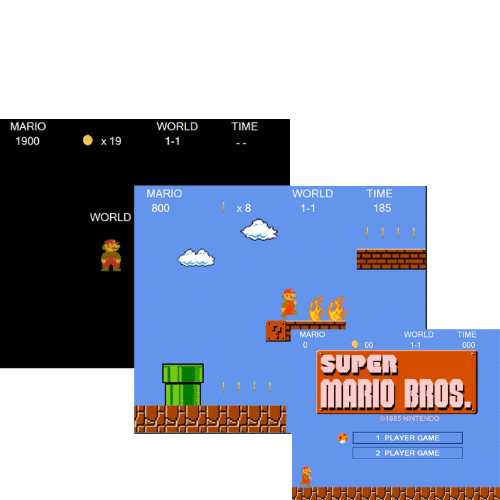 MARIO WORLD TIME
1900 x 19 1-1 - -
WORLD
MARIO WORLD TIME
800 x 8 1-1 185
MARIO WORLD TIME
0 00 1-1 000
SUPER
MARIO BROS.
©1985 NINTENDO
1 PLAYER GAME
2 PLAYER GAME